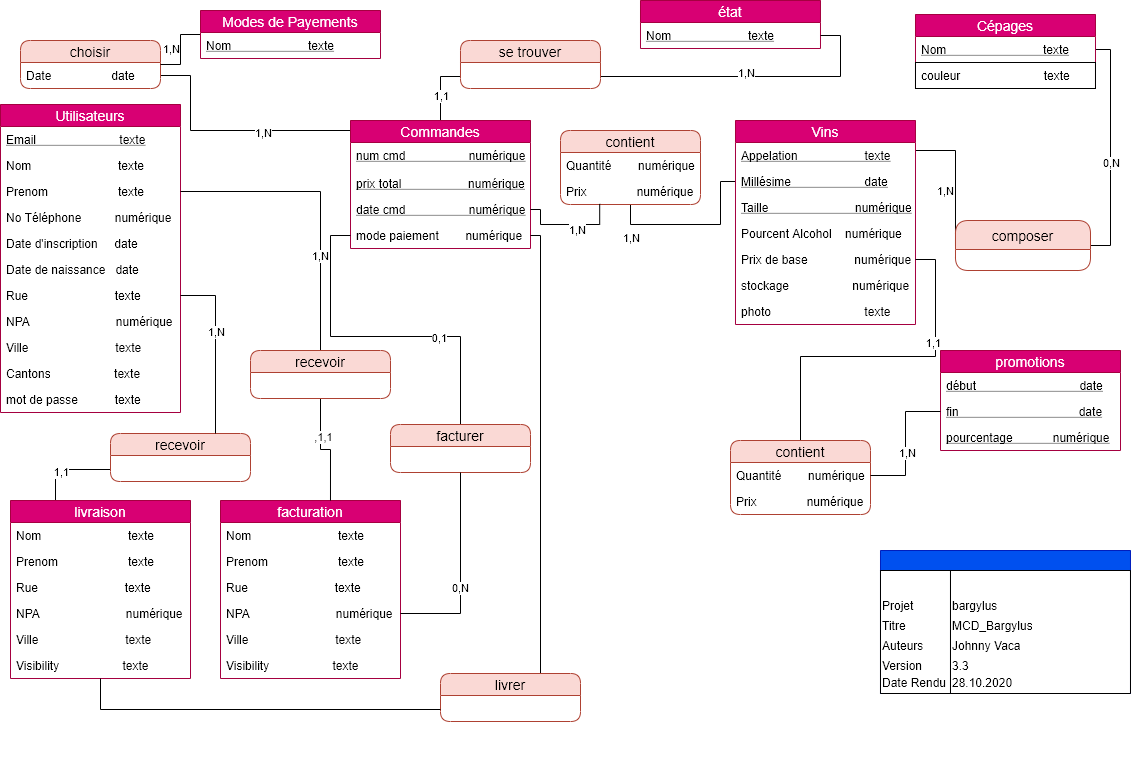 Modes de Payements
Nom texte
choisir
Date date
1,N
1,N
se trouver
1,1
1,N
état
Nom texte
Cépages
Nom texte
couleur texte
0,N
Utilisateurs
Email texte
Nom texte
Prenom texte
No Téléphone numérique
Date d'inscription date
Date de naissance date
Rue texte
NPA numérique
Ville texte
Cantons texte
mot de passe texte
Commandes
num cmd numérique
prix total numérique
date cmd numérique
mode paiement numérique
contient
Quantité numérique
Prix numérique
1,N
1,N
Vins
Appelation texte
Millésime date
Taille numérique
Pourcent Alcohol numérique
Prix de base numérique
stockage numérique
photo texte
1,N
composer
1,N
1,N
0,1
1,1
recevoir
,1,1
recevoir
1,1
facturer
0,N
promotions
début date
fin date
pourcentage numérique
contient
Quantité numérique
Prix numérique
1,N
livraison
Nom texte
Prenom texte
Rue texte
NPA numérique
Ville texte
Visibility texte
facturation
Nom texte
Prenom texte
Rue texte
NPA numérique
Ville texte
Visibility texte
livrer
Projet bargylus
Titre MCD_Bargylus
Auteurs Johnny Vaca
Version 3.3
Date Rendu 28.10.2020